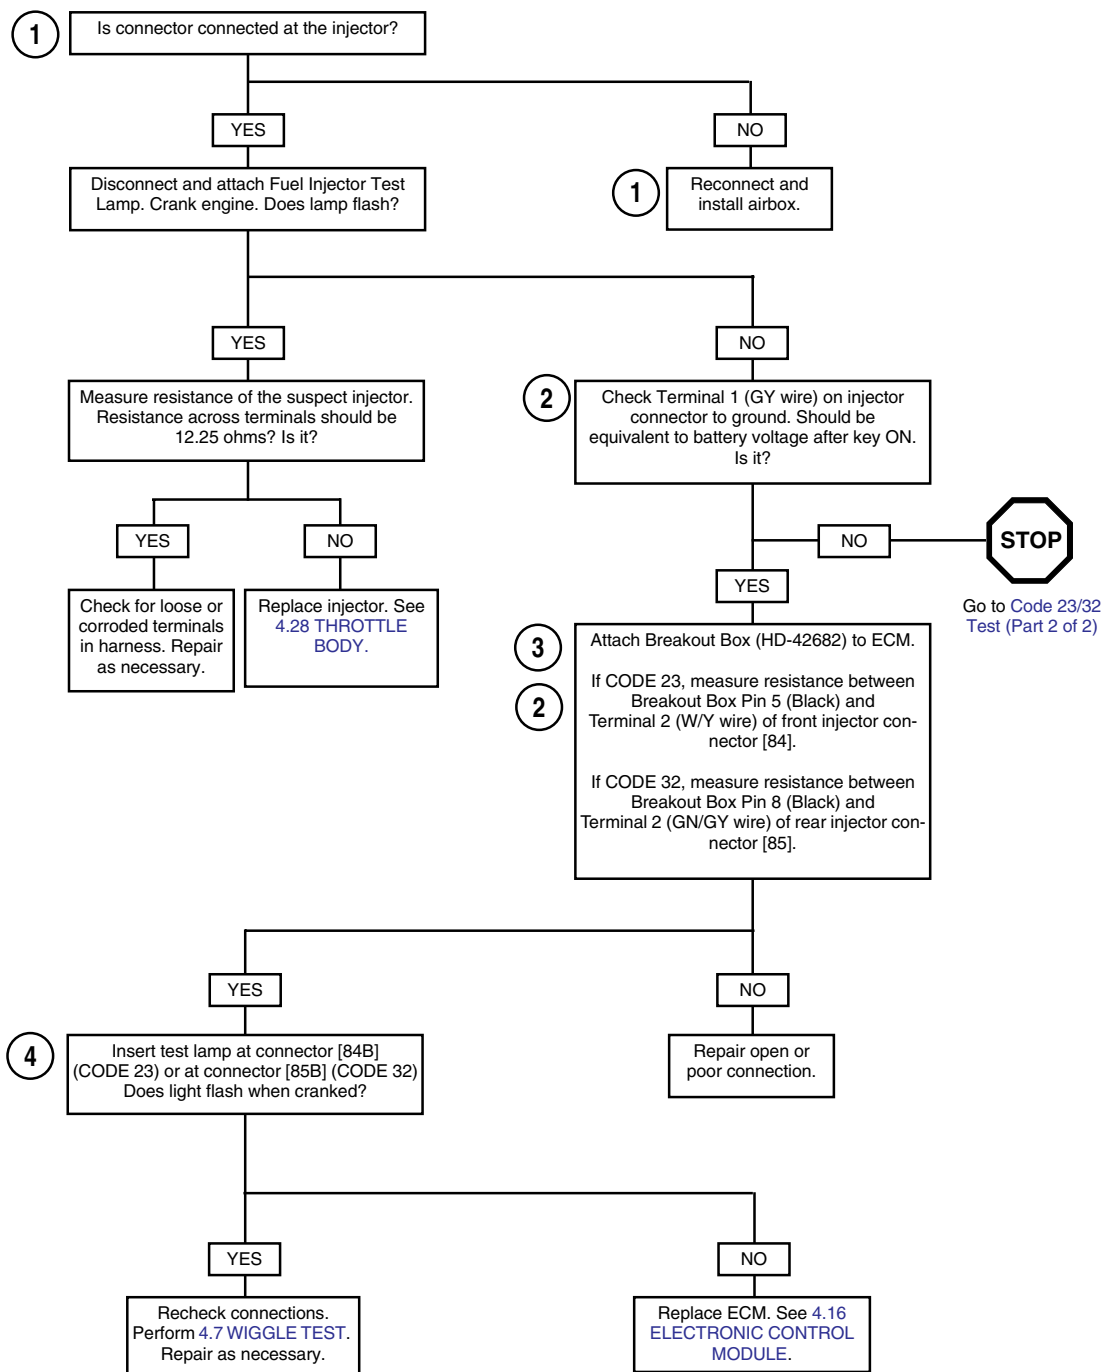 1
Is connector connected at the injector?
YES
NO
Disconnect and attach Fuel Injector Test
Lamp. Crank engine. Does lamp flash?
1
Reconnect and
install airbox.
YES
NO
Measure resistance of the suspect injector.
Resistance across terminals should be
12.25 ohms? Is it?
2
Check Terminal 1 (GY wire) on injector
connector to ground. Should be
equivalent to battery voltage after key ON.
Is it?
YES
NO
NO
STOP
YES
Check for loose or
corroded terminals
in harness. Repair
as necessary.
Replace injector. See
4.28 THROTTLE
BODY.
Go to Code 23/32
Test (Part 2 of 2)
3
2
Attach Breakout Box (HD-42682) to ECM.
If CODE 23, measure resistance between
Breakout Box Pin 5 (Black) and
Terminal 2 (W/Y wire) of front injector con-
nector [84].
If CODE 32, measure resistance between
Breakout Box Pin 8 (Black) and
Terminal 2 (GN/GY wire) of rear injector con-
nector [85].
YES
NO
4
Insert test lamp at connector [84B]
(CODE 23) or at connector [85B] (CODE 32)
Does light flash when cranked?
Repair open or
poor connection.
YES
NO
Recheck connections.
Perform 4.7 WIGGLE TEST.
Repair as necessary.
Replace ECM. See 4.16
ELECTRONIC CONTROL
MODULE.